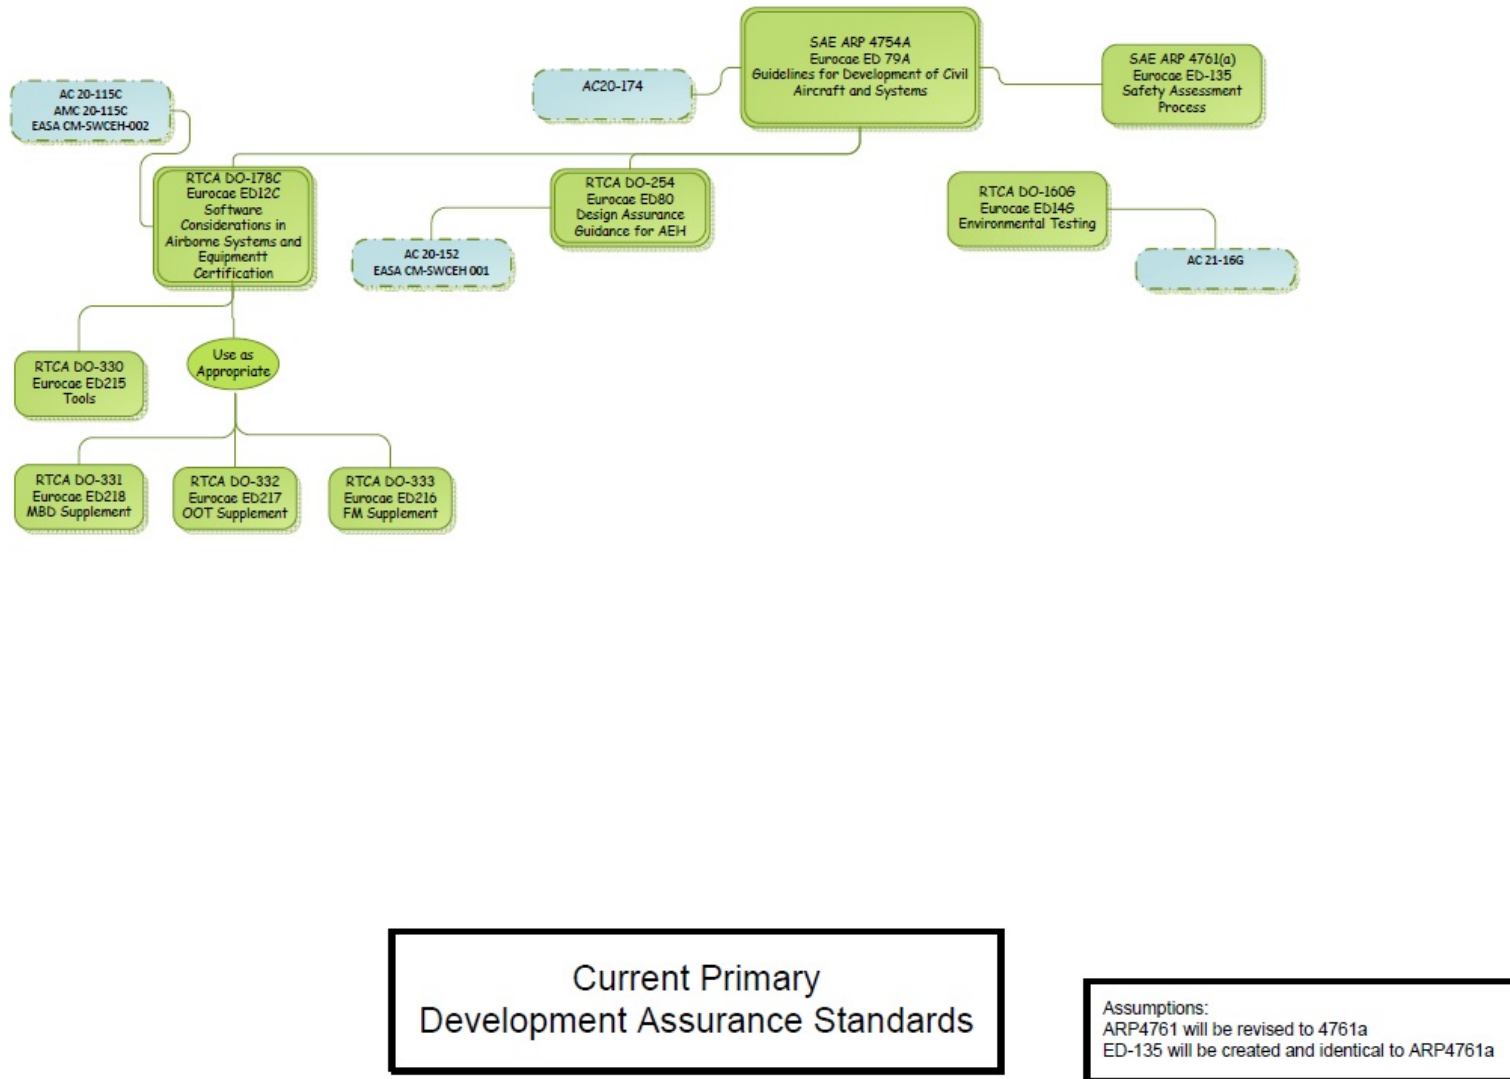 SAE ARP 4754A
Eurocae ED 79A
Guidelines for Development of Civil
Aircraft and Systems
SAE ARP 4761(a)
Eurocae ED-135
Safety Assessment
Process
AC20-174
AC 20-115C
AMC 20-115C
EASA CM-SWCEH-002
RTCA DO-178C
Eurocae ED12C
Software
Considerations in
Airborne Systems and
Equipmentt
Certification
RTCA DO-254
Eurocae ED80
Design Assurance
Guidance for AEH
RTCA DO-160G
Eurocae ED14G
Environmental Testing
AC 20-152
EASA CM-SWCEH 001
AC 21-16G
RTCA DO-330
Eurocae ED215
Tools
Use as
Appropriate
RTCA DO-331
Eurocae ED218
MBD Supplement
RTCA DO-332
Eurocae ED217
OOT Supplement
RTCA DO-333
Eurocae ED216
FM Supplement
Current Primary
Development Assurance Standards
Assumptions:
ARP4761 will be revised to 4761a
ED-135 will be created and identical to ARP4761a